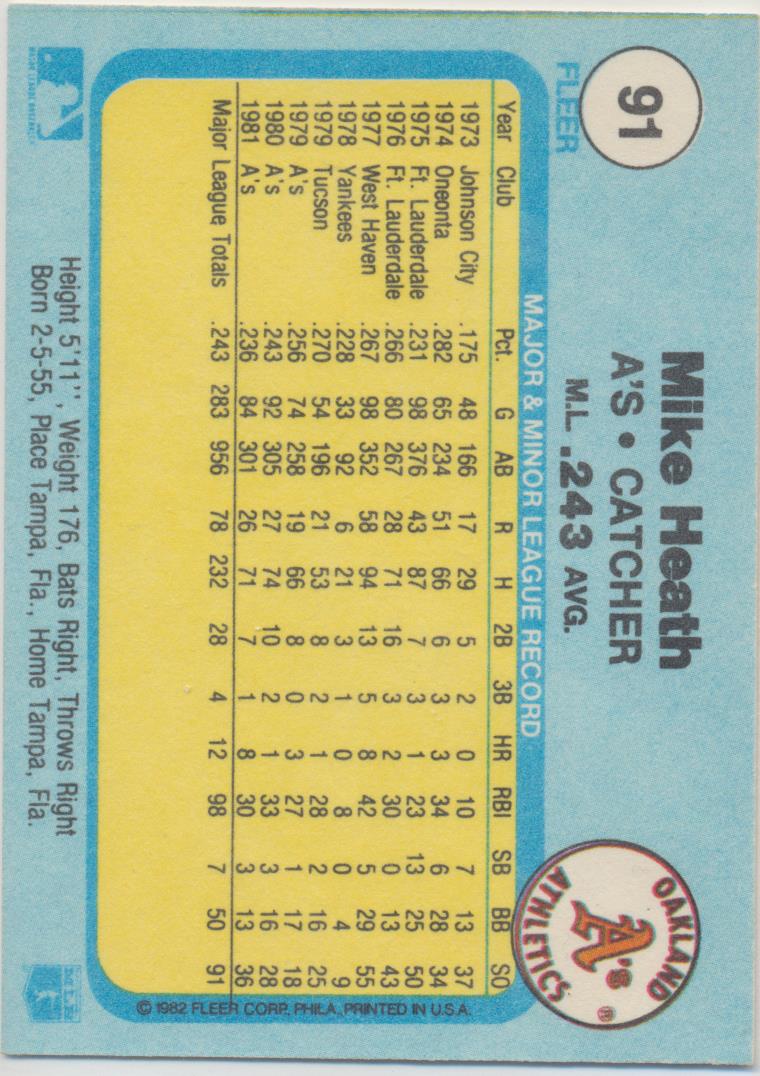 91
FLEER
Mike Heath
A'S • CATCHER
M.L. .243 AVG.
OAKLAND A's ATHLETICS ®
MAJOR & MINOR LEAGUE RECORD
Year Club Pct. G AB R H 2B 3B HR RBI SB BB SO
1973 Johnson City .175 48 166 17 29 5 2 0 10 7 13 37
1974 Oneonta .282 65 234 51 66 6 3 3 34 6 28 34
1975 Ft. Lauderdale .231 98 376 43 87 7 3 1 23 13 25 50
1976 Ft. Lauderdale .266 80 267 28 71 16 3 2 30 0 13 43
1977 West Haven .267 98 352 58 94 13 5 8 42 5 29 55
1978 Yankees .228 33 92 6 21 3 1 0 8 0 4 9
1979 Tucson .270 54 196 21 53 8 2 1 28 2 16 25
1979 A's .256 74 258 19 66 8 0 3 27 1 17 18
1980 A's .243 92 305 27 74 10 2 1 33 3 16 28
1981 A's .236 84 301 26 71 7 1 8 30 3 13 36
Major League Totals .243 283 956 78 232 28 4 12 98 7 50 91
© 1982 FLEER CORP. PHILA. PRINTED IN U.S.A.
MAJOR LEAGUE BASEBALL
Height 5'11'', Weight 176, Bats Right, Throws Right
Born 2-5-55, Place Tampa, Fla., Home Tampa, Fla.